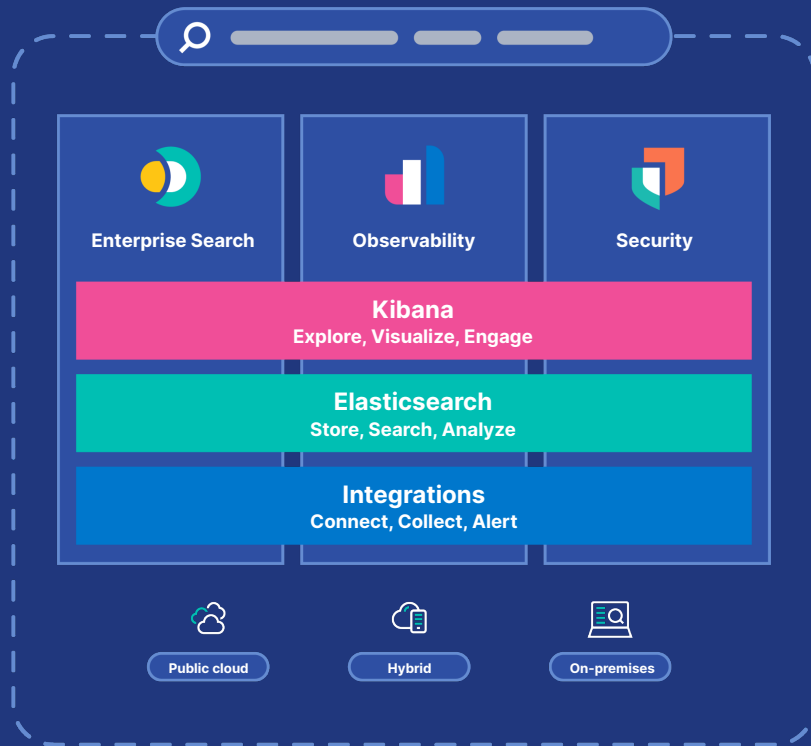 Enterprise Search
Observability
Security
Kibana
Explore, Visualize, Engage
Elasticsearch
Store, Search, Analyze
Integrations
Connect, Collect, Alert
Public cloud
Hybrid
On-premises